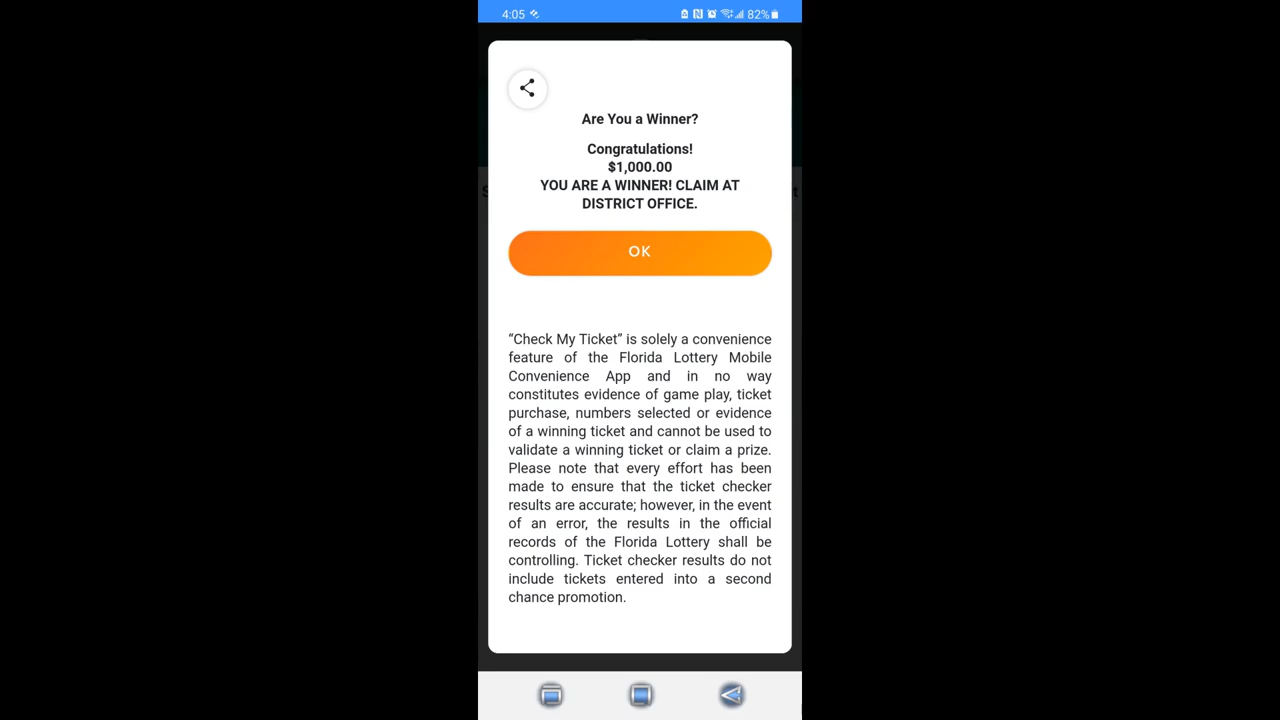 4:05 82%
Are You a Winner?
Congratulations!
$1,000.00
YOU ARE A WINNER! CLAIM AT
DISTRICT OFFICE.
OK
“Check My Ticket” is solely a convenience
feature of the Florida Lottery Mobile
Convenience App and in no way
constitutes evidence of game play, ticket
purchase, numbers selected or evidence
of a winning ticket and cannot be used to
validate a winning ticket or claim a prize.
Please note that every effort has been
made to ensure that the ticket checker
results are accurate; however, in the event
of an error, the results in the official
records of the Florida Lottery shall be
controlling. Ticket checker results do not
include tickets entered into a second
chance promotion.